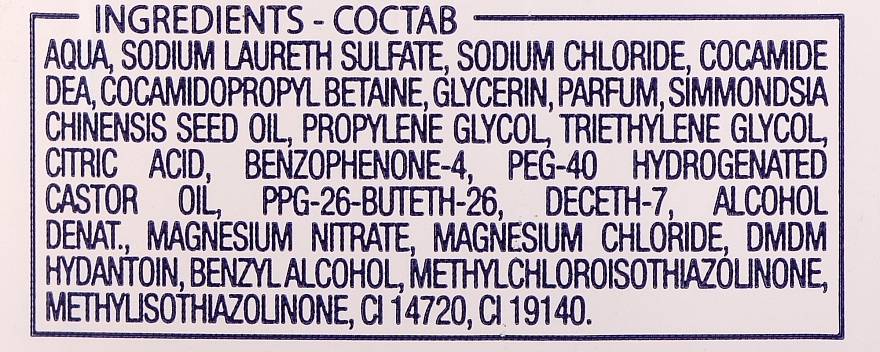 INGREDIENTS - СОСТАВ
AQUA, SODIUM LAURETH SULFATE, SODIUM CHLORIDE, COCAMIDE
DEA, COCAMIDOPROPYL BETAINE, GLYCERIN, PARFUM, SIMMONDSIA
CHINENSIS SEED OIL, PROPYLENE GLYCOL, TRIETHYLENE GLYCOL,
CITRIC ACID, BENZOPHENONE-4, PEG-40 HYDROGENATED
CASTOR OIL, PPG-26-BUTETH-26, DECETH-7, ALCOHOL
DENAT., MAGNESIUM NITRATE, MAGNESIUM CHLORIDE, DMDM
HYDANTOIN, BENZYL ALCOHOL, METHYLCHLOROISOTHIAZOLINONE,
METHYLISOTHIAZOLINONE, CI 14720, CI 19140.